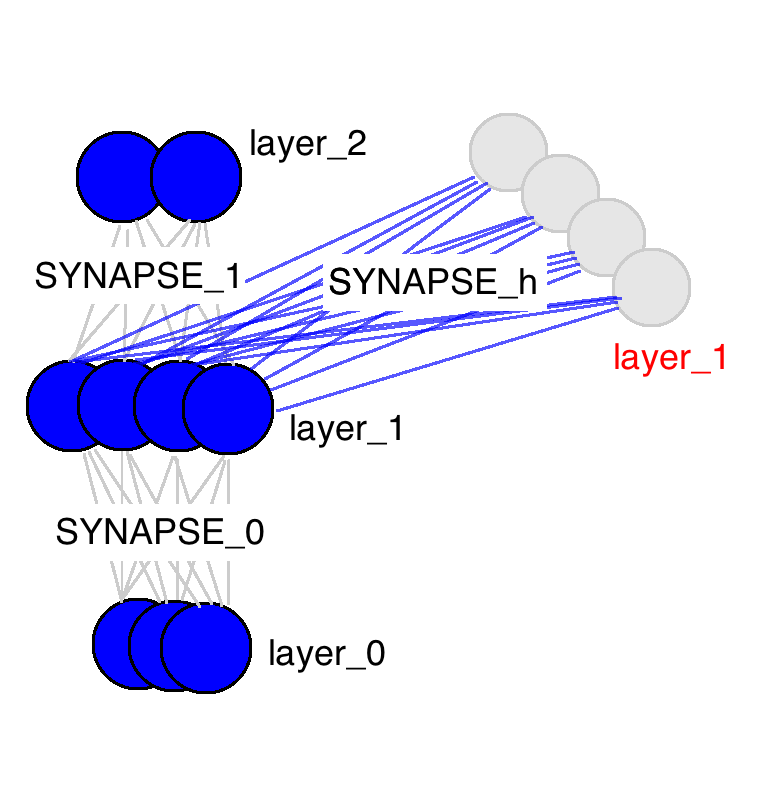 layer_2
SYNAPSE_1
SYNAPSE_h
layer_1
layer_1
SYNAPSE_0
layer_0